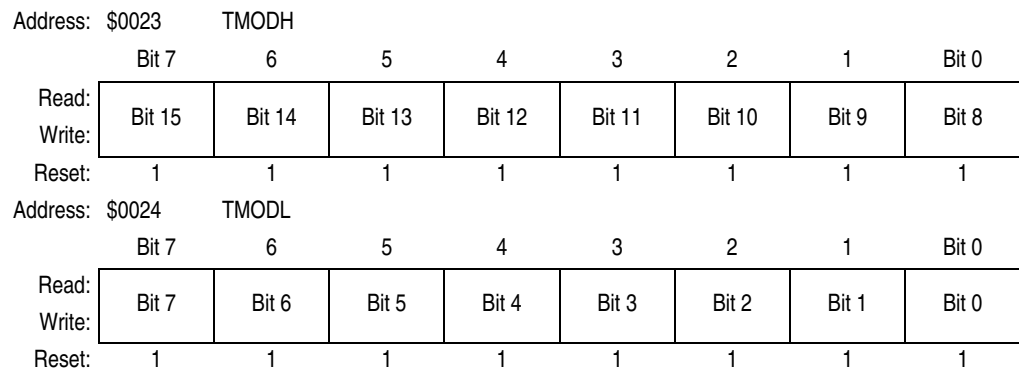 Address: $0023 TMODH
Bit 7 6 5 4 3 2 1 Bit 0
Read:
Bit 15 Bit 14 Bit 13 Bit 12 Bit 11 Bit 10 Bit 9 Bit 8
Write:
Reset: 1 1 1 1 1 1 1 1
Address: $0024 TMODL
Bit 7 6 5 4 3 2 1 Bit 0
Read:
Bit 7 Bit 6 Bit 5 Bit 4 Bit 3 Bit 2 Bit 1 Bit 0
Write:
Reset: 1 1 1 1 1 1 1 1